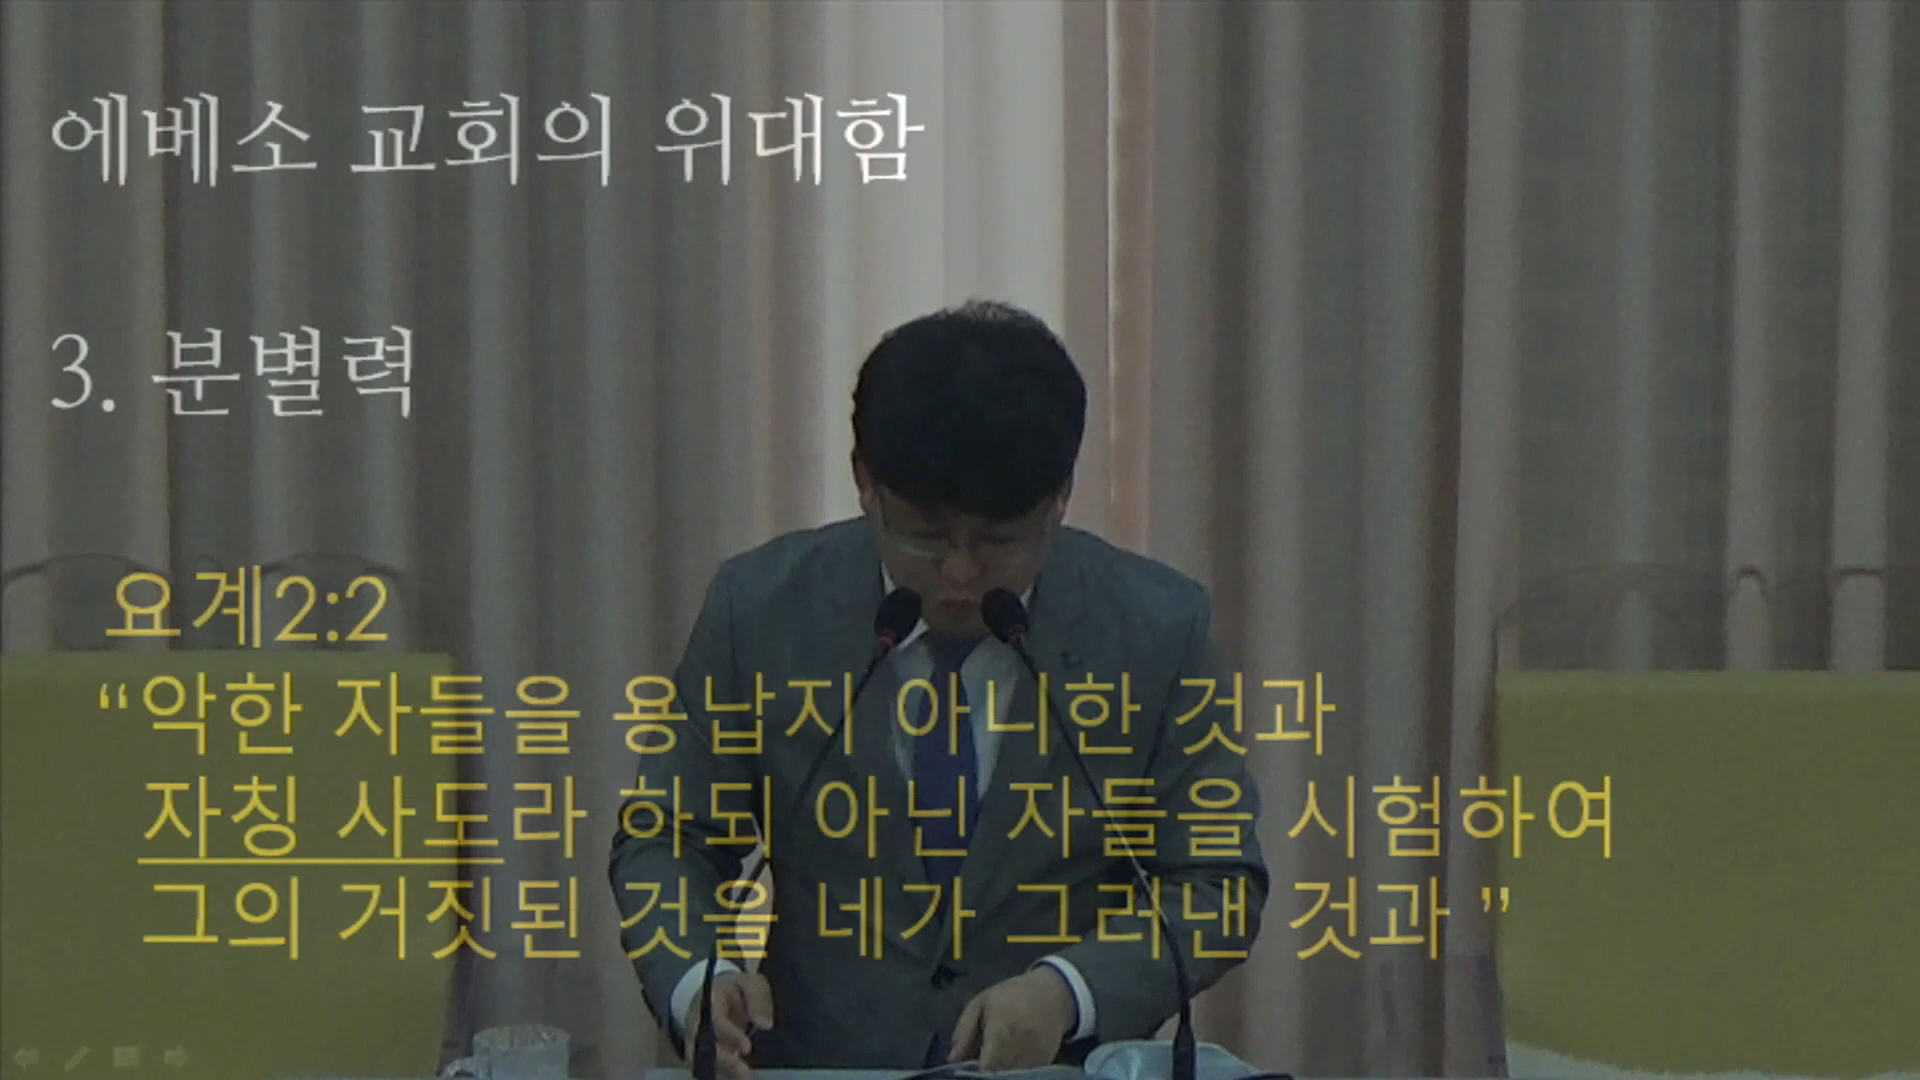 에베소 교회의 위대함
3. 분별력
요계2:2
“악한 자들을 용납지 아니한 것과
자칭 사도라 하되 아닌 자들을 시험하여
그의 거짓된 것을 네가 그러낸 것과 ”